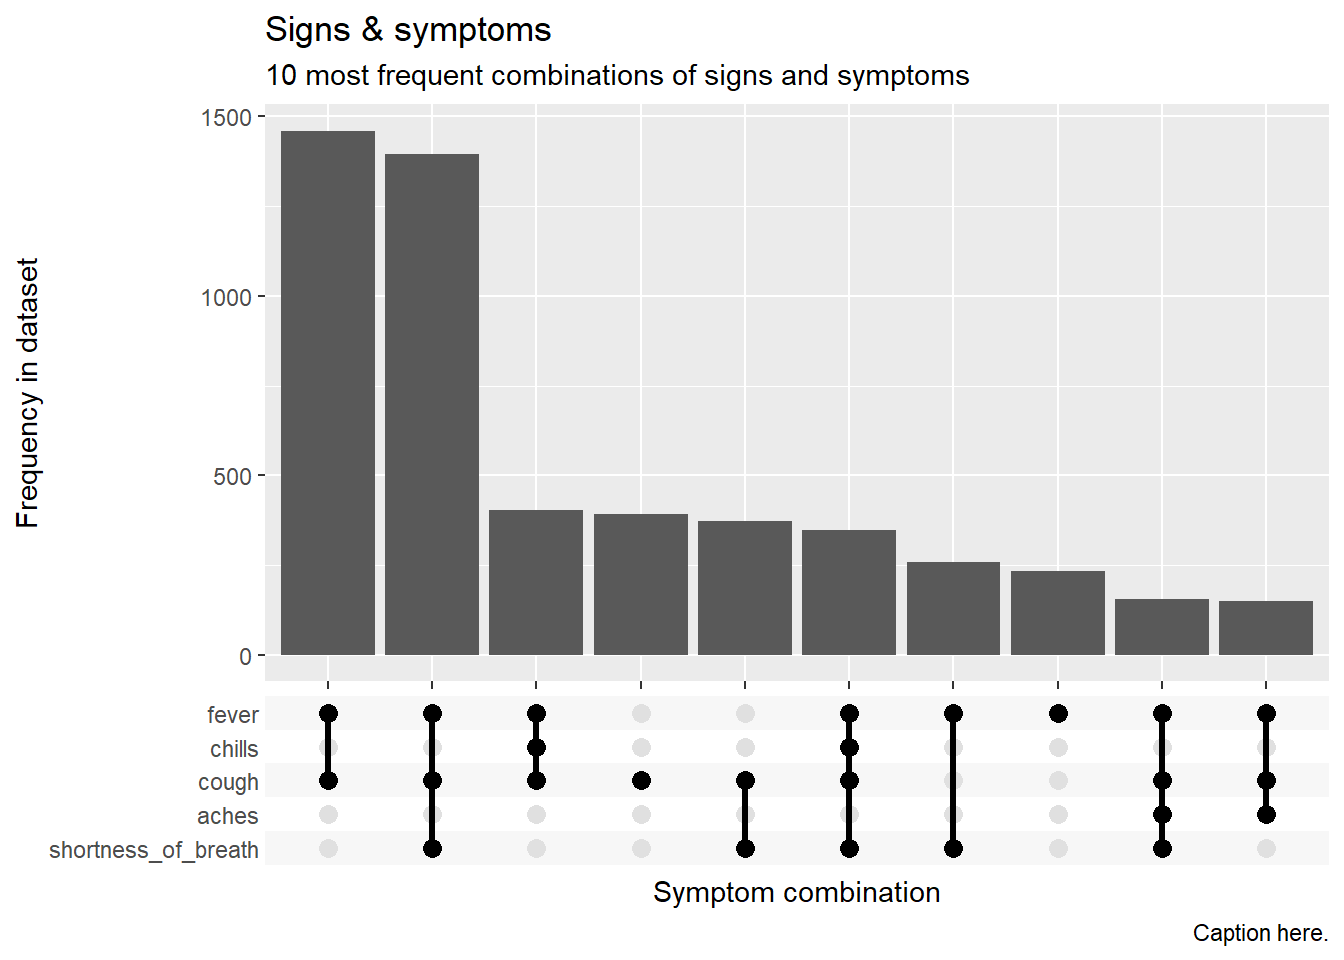 Signs & symptoms
10 most frequent combinations of signs and symptoms
Frequency in dataset
1500
1000
500
0
fever
chills
cough
aches
shortness_of_breath
Symptom combination
Caption here.